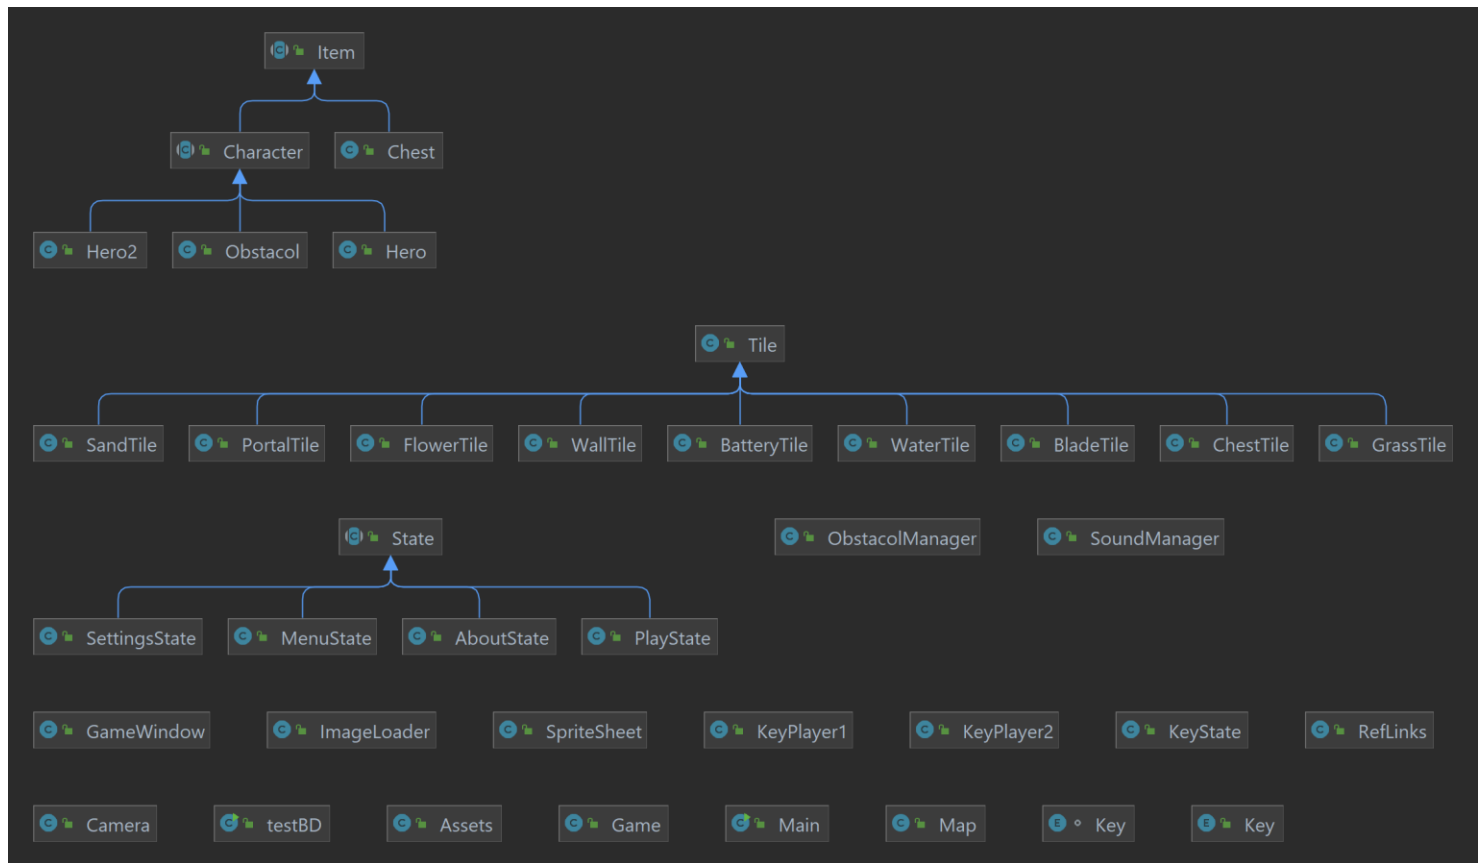 Item
Character Chest
Hero2 Obstacol Hero
Tile
SandTile PortalTile FlowerTile WallTile BatteryTile WaterTile BladeTile ChestTile GrassTile
State ObstacolManager SoundManager
SettingsState MenuState AboutState PlayState
GameWindow ImageLoader SpriteSheet KeyPlayer1 KeyPlayer2 KeyState RefLinks
Camera testBD Assets Game Main Map Key Key